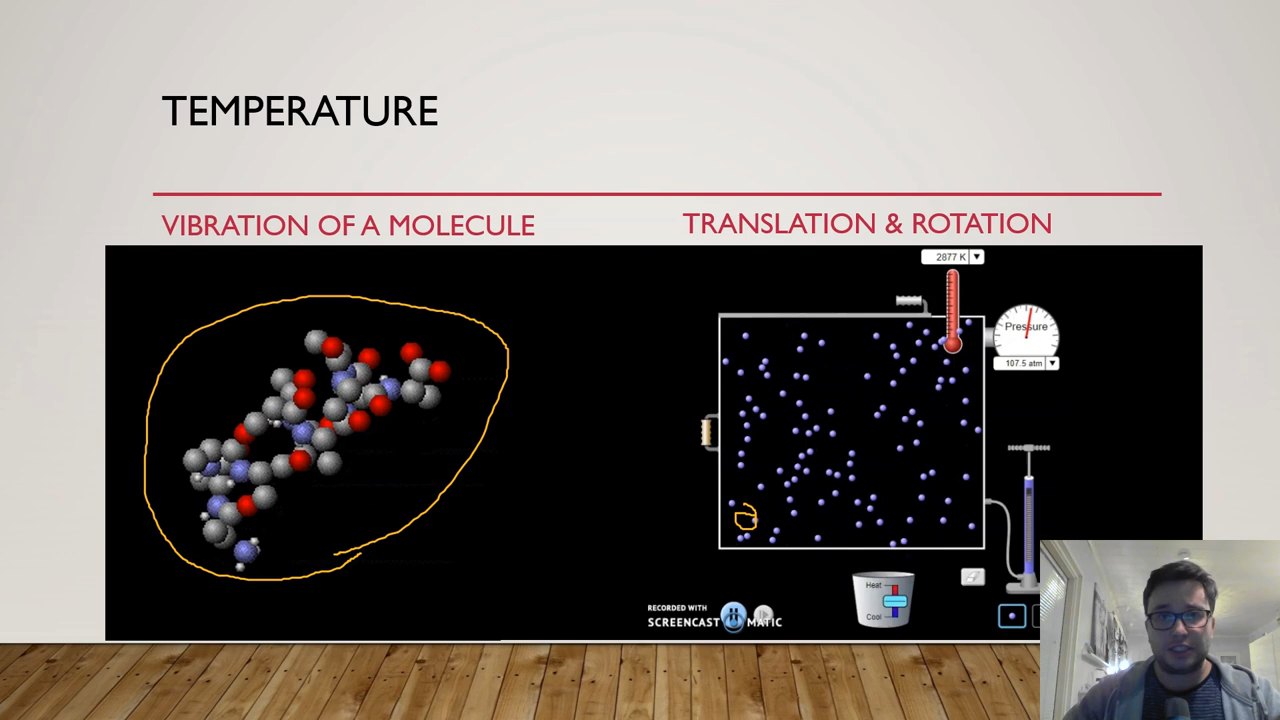 TEMPERATURE
VIBRATION OF A MOLECULE
TRANSLATION & ROTATION
2877 K
Pressure
107.5 atm
Heat
Cool
RECORDED WITH
SCREENCAST MATIC